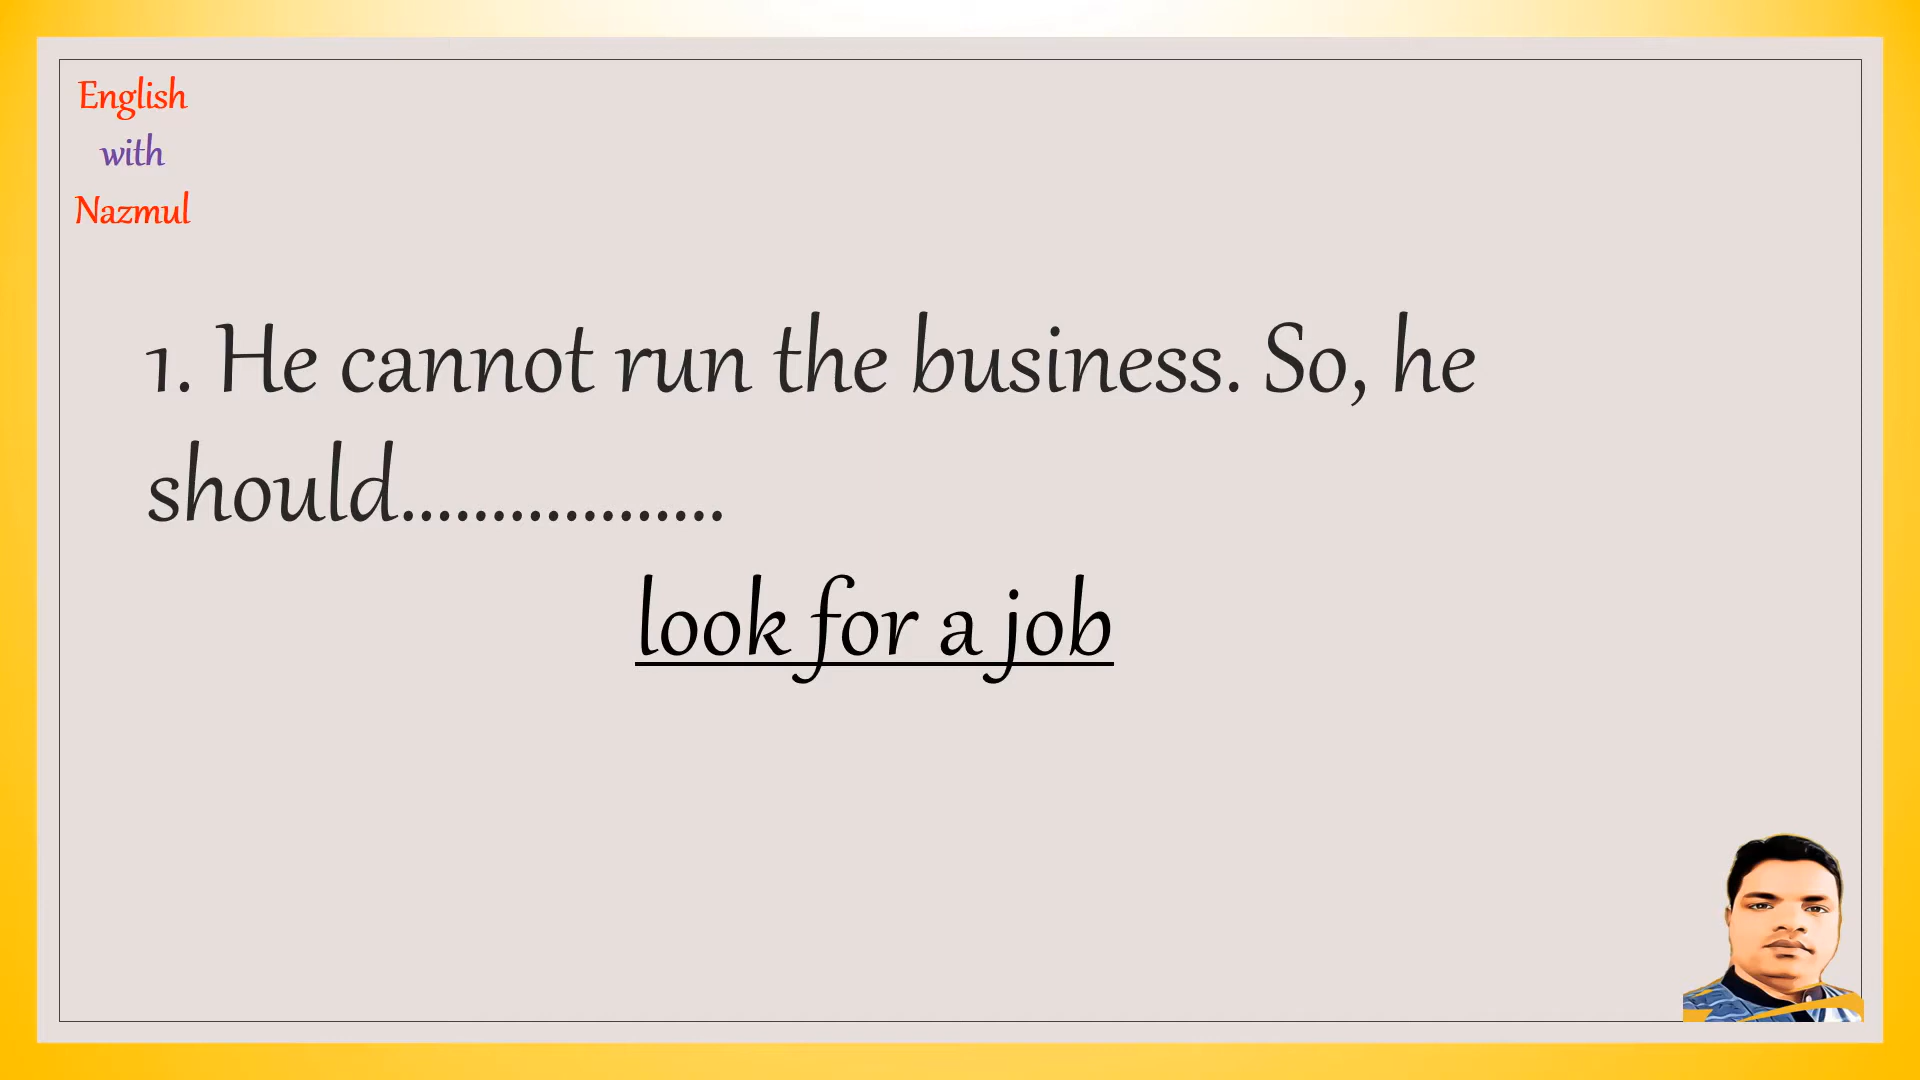 English
with
Nazmul
1. He cannot run the business. So, he
should.................
look for a job